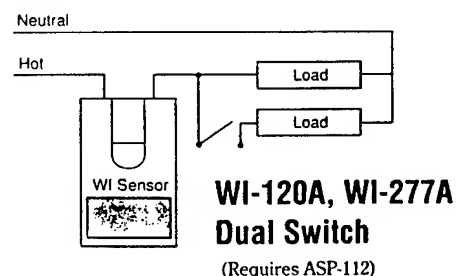 Neutral
Hot
Load
Load
WI Sensor
WI-120A, WI-277A
Dual Switch
(Requires ASP-112)